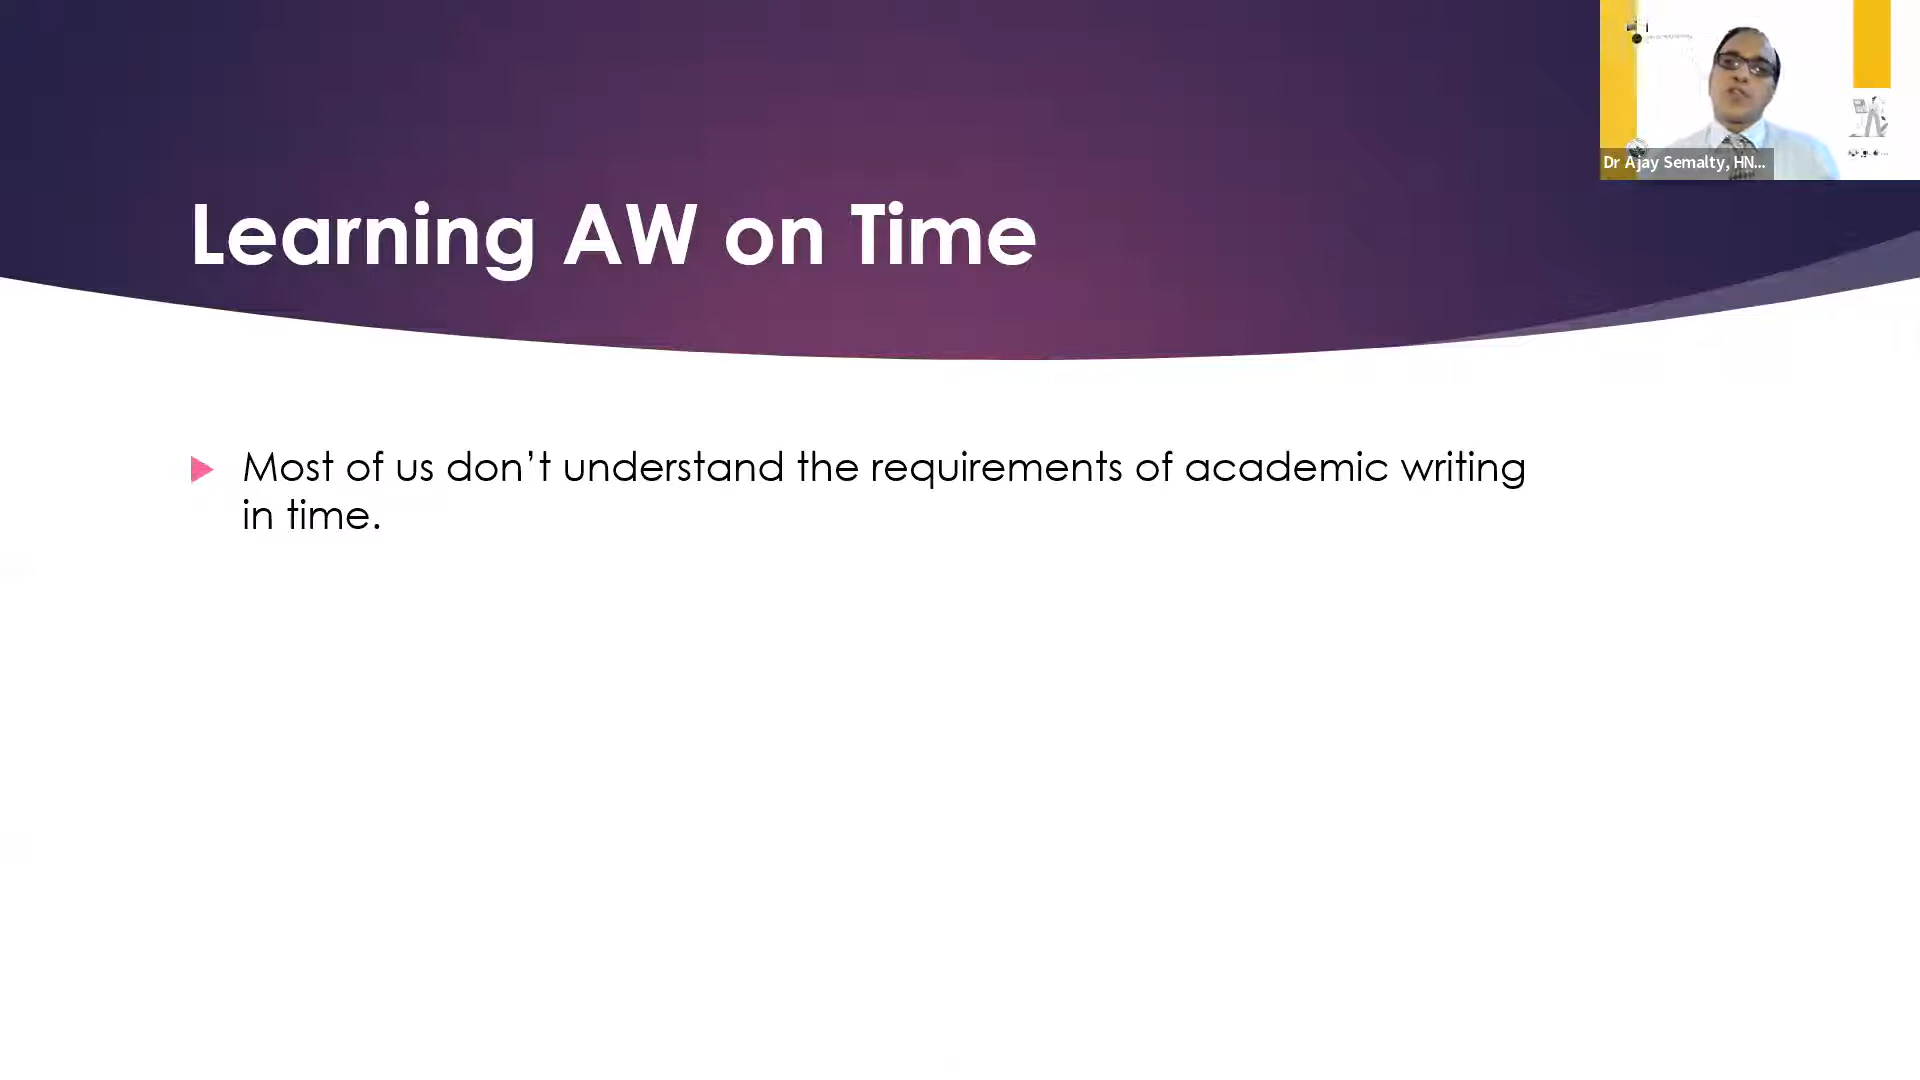 Dr Ajay Semalty, HN...
Learning AW on Time
Most of us don’t understand the requirements of academic writing
in time.